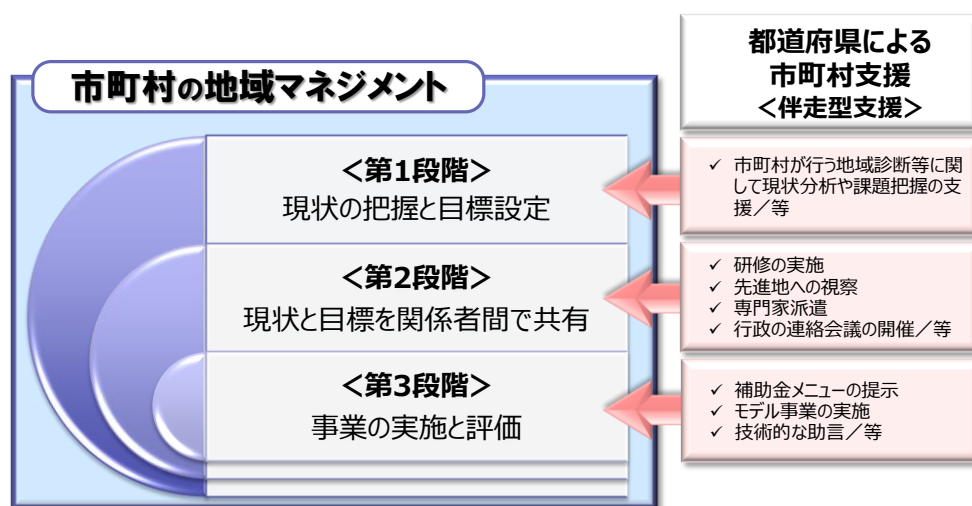 市町村の地域マネジメント
<第1段階>
現状の把握と目標設定
<第2段階>
現状と目標を関係者間で共有
<第3段階>
事業の実施と評価
都道府県による
市町村支援
<伴走型支援>
✓ 市町村が行う地域診断等に関
して現状分析や課題把握の支
援／等
✓ 研修の実施
✓ 先進地への視察
✓ 専門家派遣
✓ 行政の連絡会議の開催／等
✓ 補助金メニューの提示
✓ モデル事業の実施
✓ 技術的な助言／等